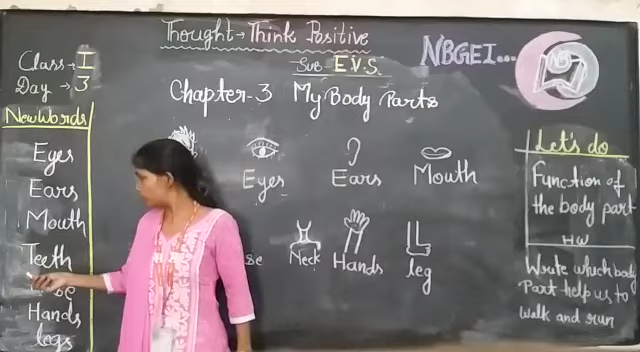 Thought → Think Positive
Class → I
Day → 3
Sub E.V.S.
NBGEI...
NB
Chapter-3 My Body Parts
New Words
Eyes
Ears
Mouth
Teeth
Hands
legs
Eyes
Ears
Mouth
Neck
Hands
leg
Let's do
Function of
the body part
HW
Write which body
Part help us to
walk and run